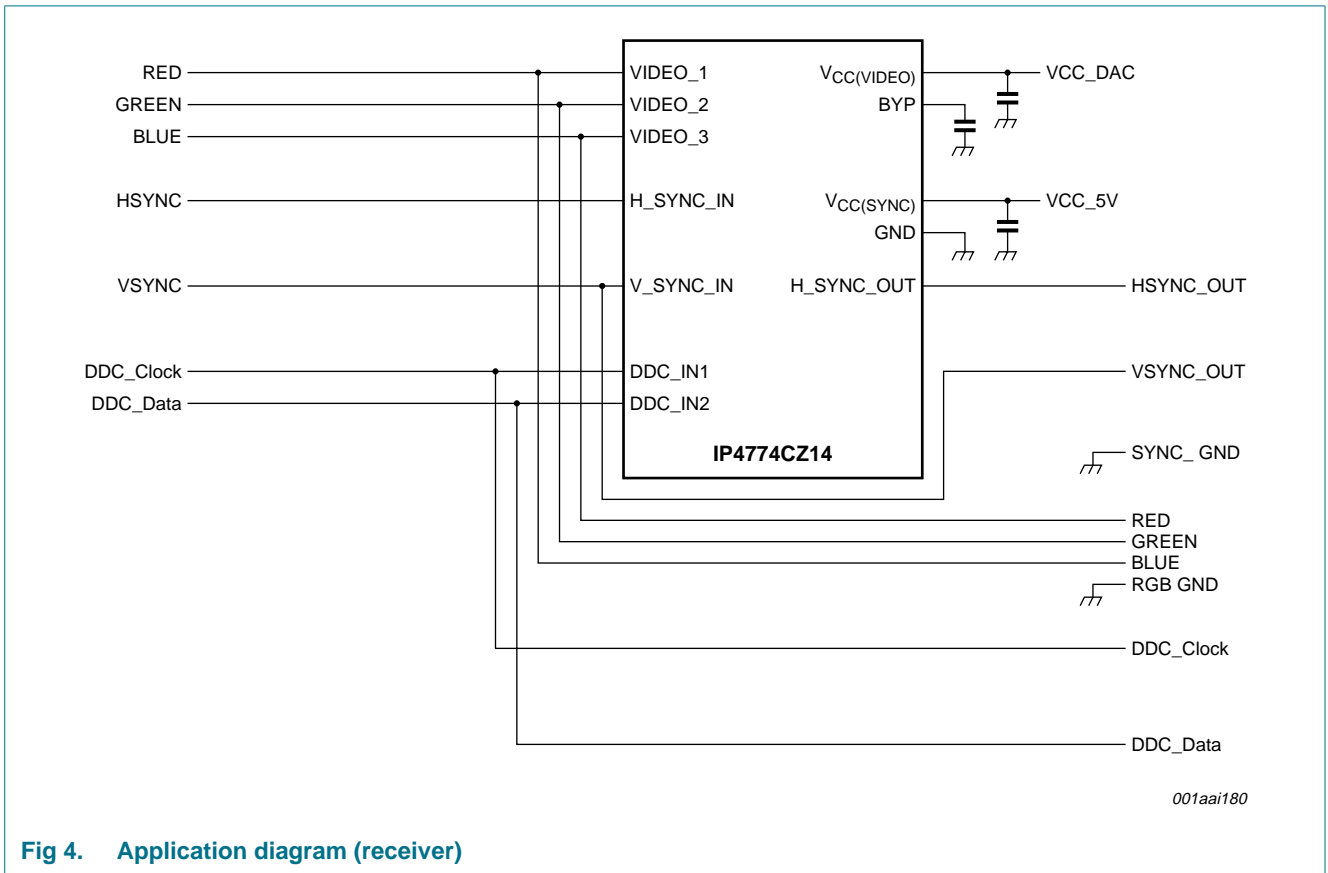 RED
GREEN
BLUE
HSYNC
VSYNC
DDC_Clock
DDC_Data
VIDEO_1
VIDEO_2
VIDEO_3
H_SYNC_IN
V_SYNC_IN
DDC_IN1
DDC_IN2
VCC(VIDEO)
BYP
VCC(SYNC)
GND
H_SYNC_OUT
IP4774CZ14
VCC_DAC
VCC_5V
HSYNC_OUT
VSYNC_OUT
SYNC_ GND
RED
GREEN
BLUE
RGB GND
DDC_Clock
DDC_Data
001aai180
Fig 4. Application diagram (receiver)